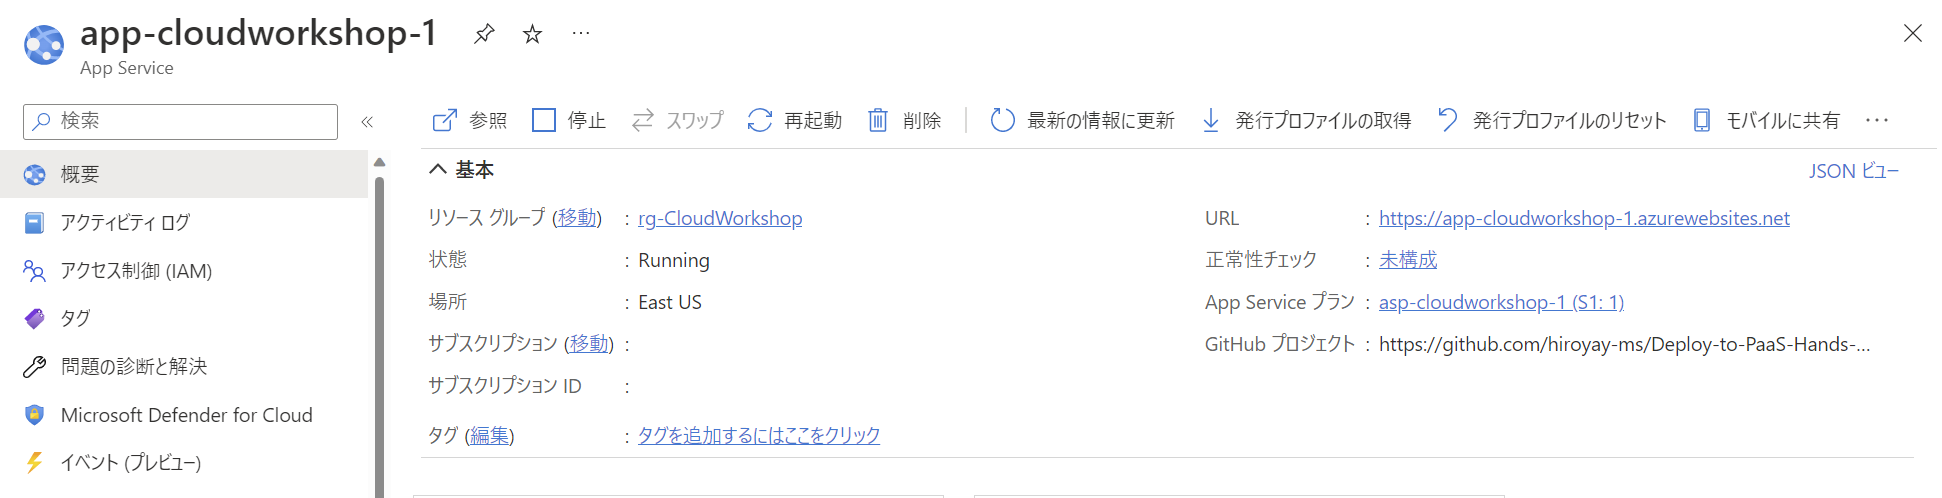 app-cloudworkshop-1
App Service
検索
参照 停止 スワップ 再起動 削除 最新の情報に更新 発行プロファイルの取得 発行プロファイルのリセット モバイルに共有
概要
アクティビティ ログ
アクセス制御 (IAM)
タグ
問題の診断と解決
Microsoft Defender for Cloud
イベント (プレビュー)
基本
JSON ビュー
リソース グループ (移動) : rg-CloudWorkshop
状態 : Running
場所 : East US
サブスクリプション (移動) :
サブスクリプション ID :
タグ (編集) : タグを追加するにはここをクリック
URL : https://app-cloudworkshop-1.azurewebsites.net
正常性チェック : 未構成
App Service プラン : asp-cloudworkshop-1 (S1: 1)
GitHub プロジェクト : https://github.com/hiroyay-ms/Deploy-to-PaaS-Hands-...